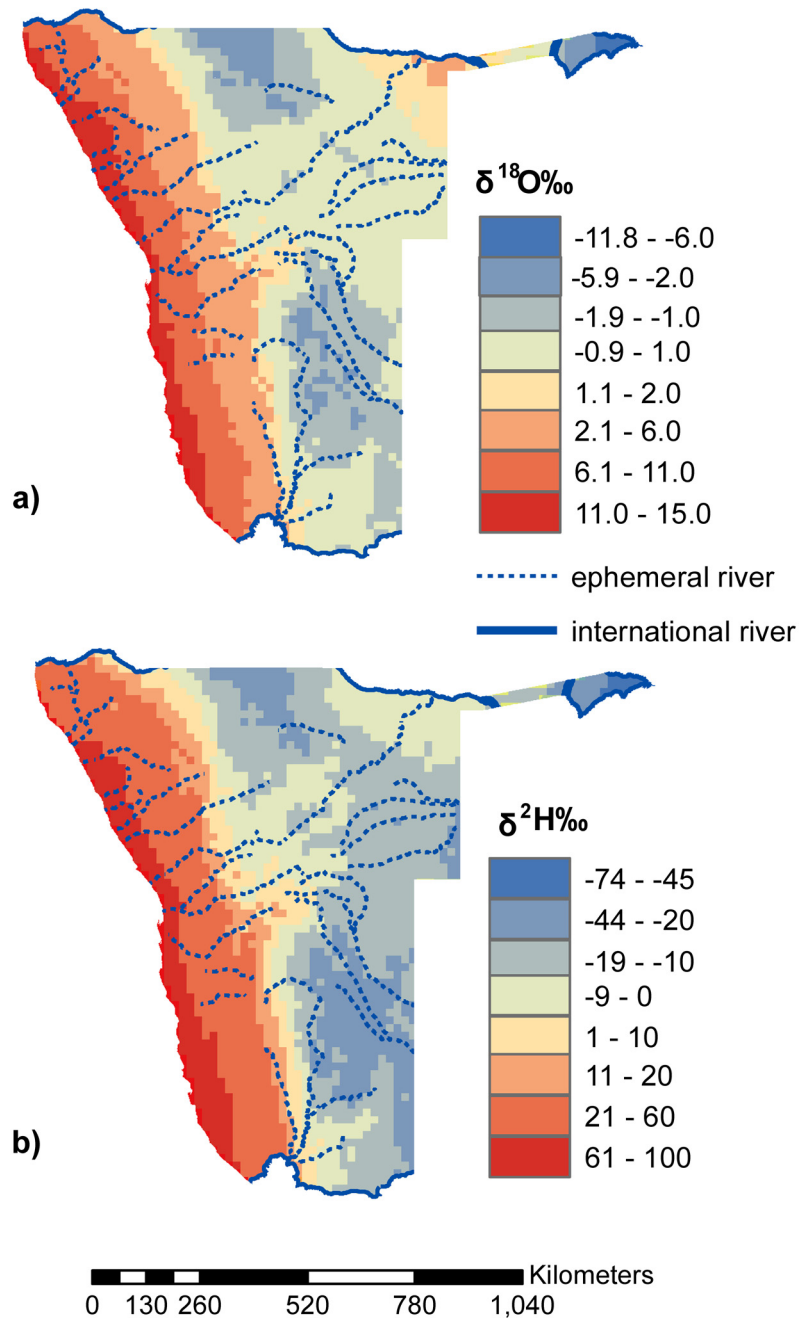 δ¹⁸O‰
-11.8 - -6.0
-5.9 - -2.0
-1.9 - -1.0
-0.9 - 1.0
1.1 - 2.0
2.1 - 6.0
6.1 - 11.0
11.0 - 15.0
a)
ephemeral river
international river
δ²H‰
-74 - -45
-44 - -20
-19 - -10
-9 - 0
1 - 10
11 - 20
21 - 60
61 - 100
b)
Kilometers
0 130 260 520 780 1,040